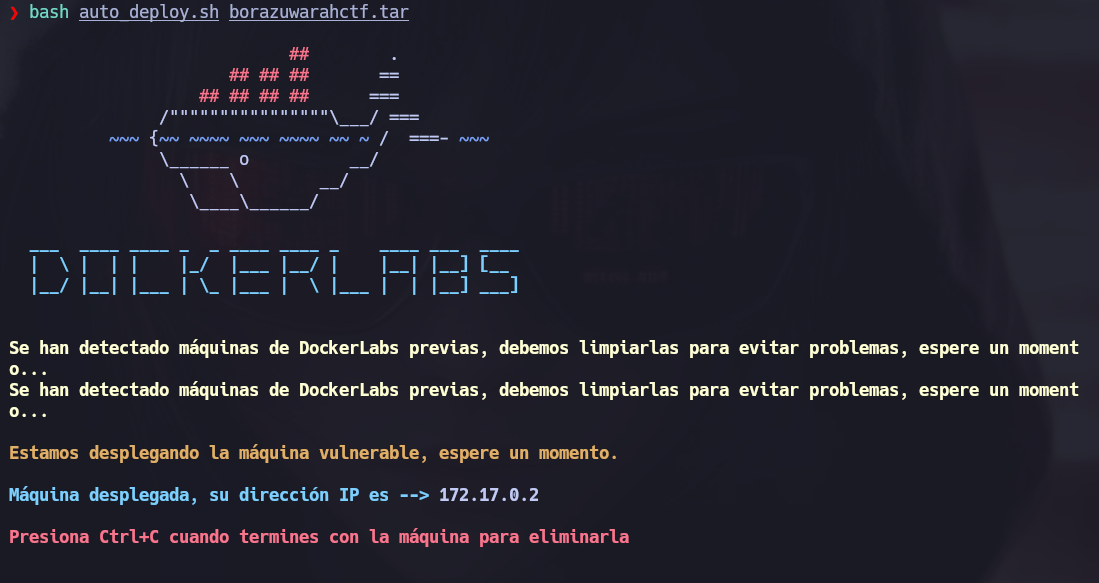 ❯ bash auto_deploy.sh borazuwarahctf.tar
                            ##        .
                      ## ## ##       ==
                   ## ## ## ##      ===
               /"""""""""""""""""\___/ ===
          ~~~ {~~ ~~~~ ~~~ ~~~~ ~~ ~ /  ===- ~~~
               \______ o           __/
                 \    \        __/
                  \____\______/
  ___  ____ ____ _  _ ____ ____ _    ____ ___  ____
  |  \ |  | |    |_/  |___ |__/ |    |__| |__] [__
  |__/ |__| |___ | \_ |___ |  \ |___ |  | |__] ___]
Se han detectado máquinas de DockerLabs previas, debemos limpiarlas para evitar problemas, espere un moment
o...
Se han detectado máquinas de DockerLabs previas, debemos limpiarlas para evitar problemas, espere un moment
o...
Estamos desplegando la máquina vulnerable, espere un momento.
Máquina desplegada, su dirección IP es --> 172.17.0.2
Presiona Ctrl+C cuando termines con la máquina para eliminarla